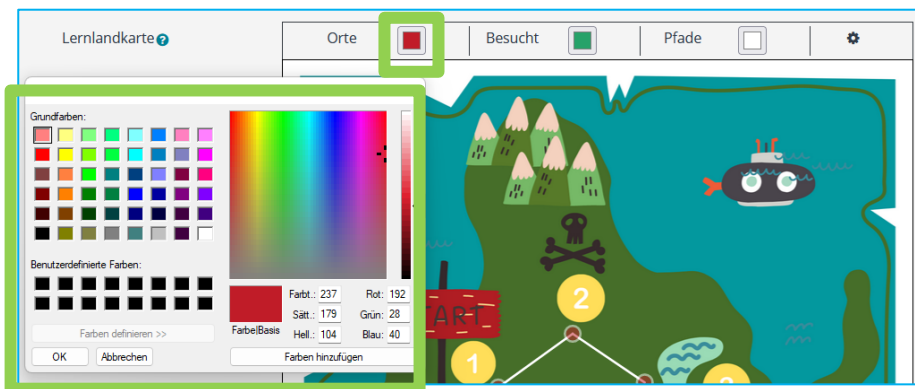 Lernlandkarte ?
Orte Besucht Pfade
Grundfarben:
Benutzerdefinierte Farben:
Farben definieren >>
OK Abbrechen
Farbe|Basis
Farbt.: 237 Rot: 192
Sätt.: 179 Grün: 28
Hell.: 104 Blau: 40
Farben hinzufügen
START
2
1